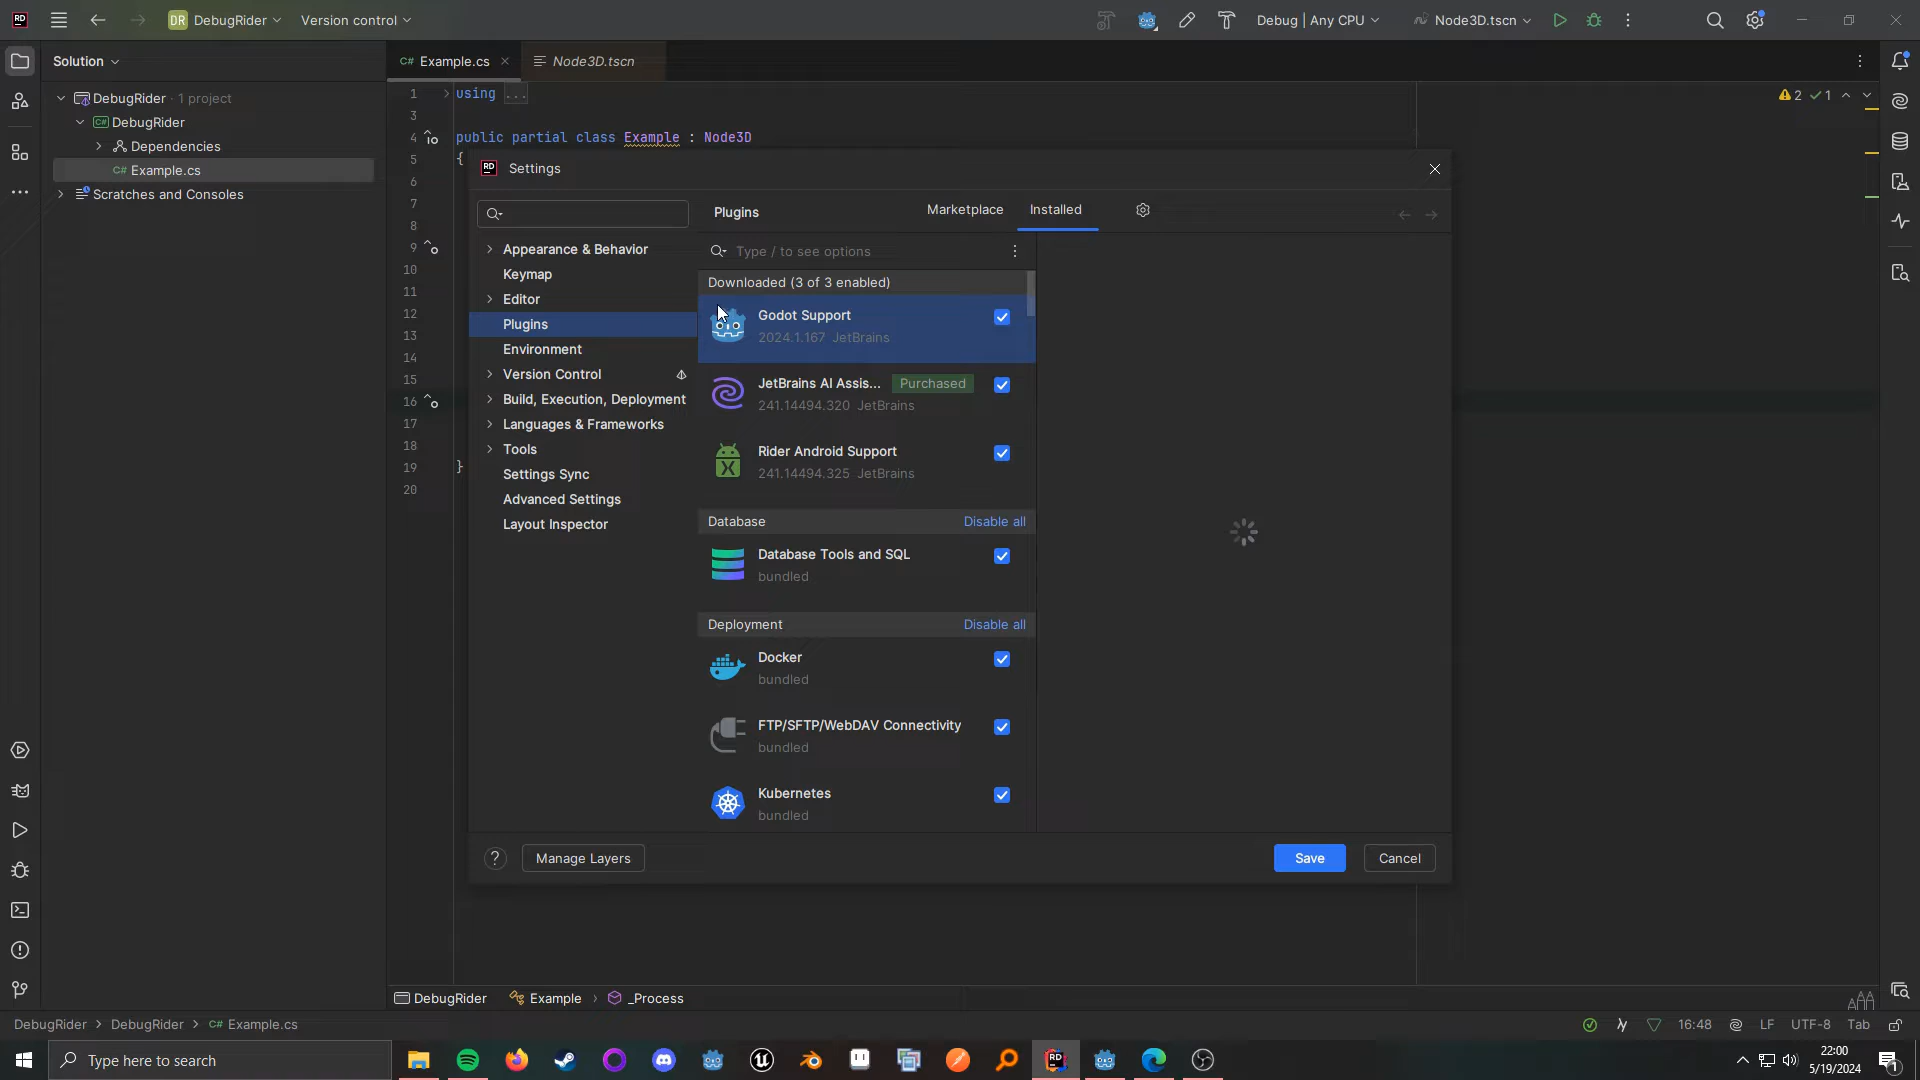 DR DebugRider Version control Debug | Any CPU Node3D.tscn
Solution
C# Example.cs
Node3D.tscn
DebugRider · 1 project
DebugRider
Dependencies
C# Example.cs
Scratches and Consoles
1 using ...
3
4 public partial class Example : Node3D
5 {
6
7
8
9
10
11
12
13
14
15
16
17
18
19 }
20
2 1
RD Settings
Plugins Marketplace Installed
Appearance & Behavior
Keymap
Editor
Plugins
Environment
Version Control
Build, Execution, Deployment
Languages & Frameworks
Tools
Settings Sync
Advanced Settings
Layout Inspector
Type / to see options
Downloaded (3 of 3 enabled)
Godot Support
2024.1.167 JetBrains
JetBrains AI Assis... Purchased
241.14494.320 JetBrains
Rider Android Support
241.14494.325 JetBrains
Database Disable all
Database Tools and SQL
bundled
Deployment Disable all
Docker
bundled
FTP/SFTP/WebDAV Connectivity
bundled
Kubernetes
bundled
? Manage Layers Save Cancel
DebugRider Example › _Process
DebugRider > DebugRider > C# Example.cs 16:48 LF UTF-8 Tab
Type here to search
22:00
5/19/2024
1